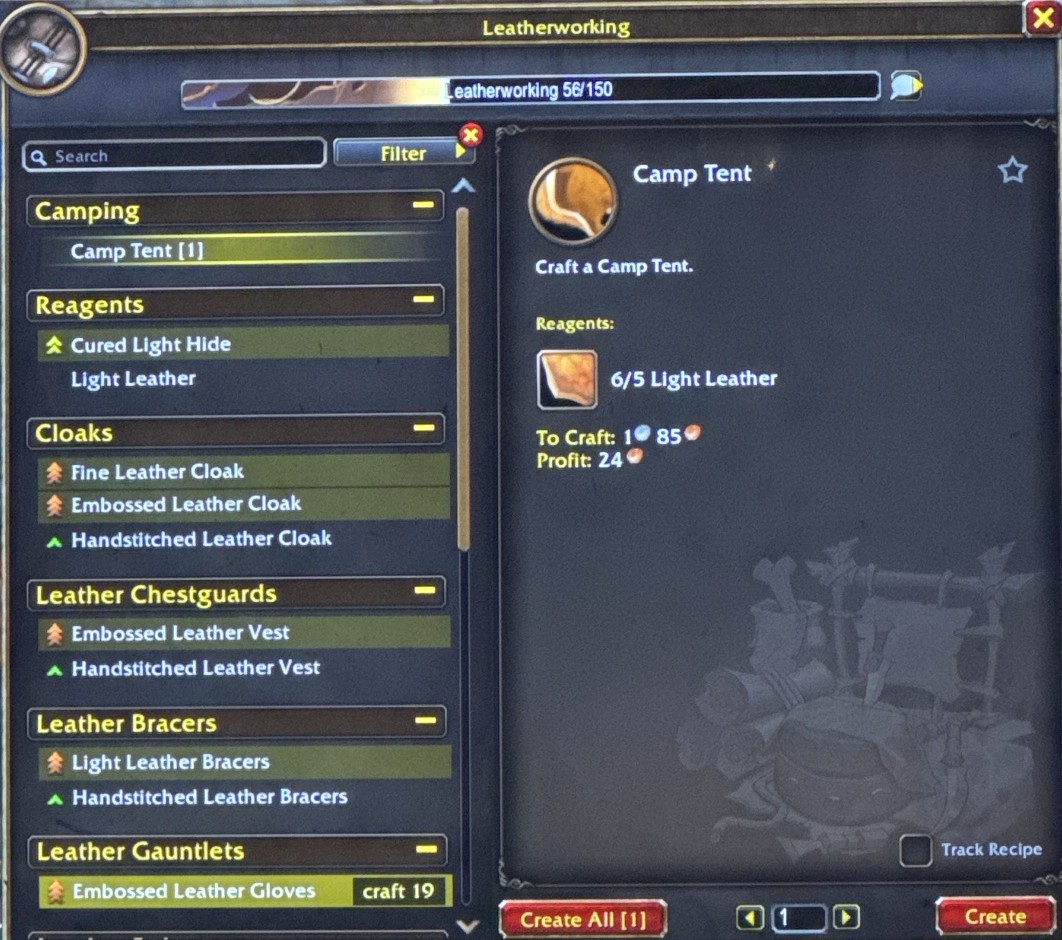 Leatherworking
Leatherworking 56/150
Search
Filter
Camping
Camp Tent [1]
Reagents
Cured Light Hide
Light Leather
Cloaks
Fine Leather Cloak
Embossed Leather Cloak
Handstitched Leather Cloak
Leather Chestguards
Embossed Leather Vest
Handstitched Leather Vest
Leather Bracers
Light Leather Bracers
Handstitched Leather Bracers
Leather Gauntlets
Embossed Leather Gloves craft 19
Camp Tent
Craft a Camp Tent.
Reagents:
6/5 Light Leather
To Craft: 1 85
Profit: 24
Track Recipe
Create All [1]
1
Create